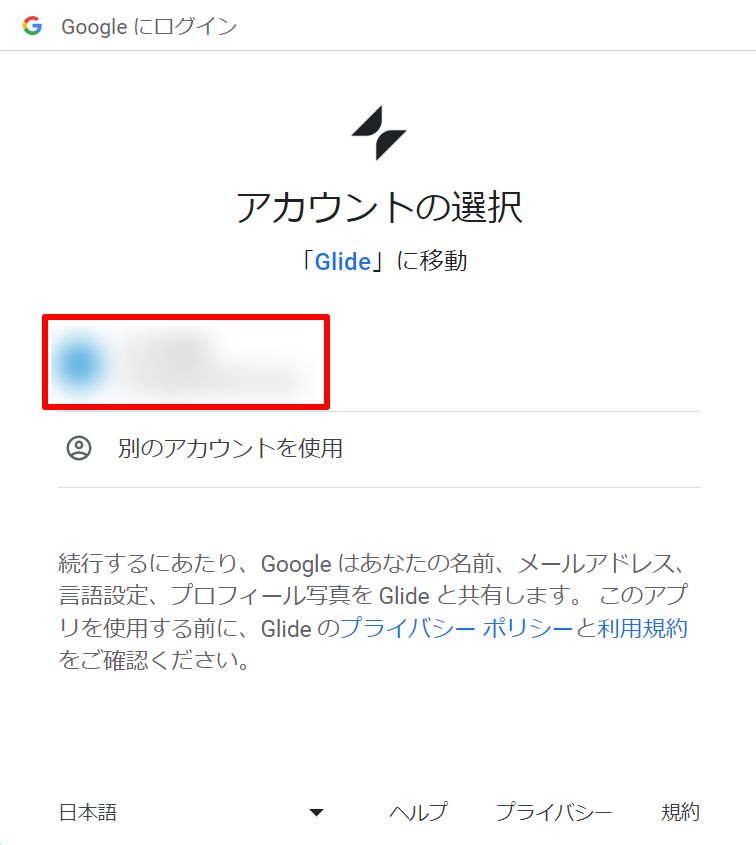 Google にログイン
アカウントの選択
「Glide」に移動
別のアカウントを使用
続行するにあたり、Google はあなたの名前、メールアドレス、
言語設定、プロフィール写真を Glide と共有します。 このアプ
リを使用する前に、Glide のプライバシー ポリシーと利用規約
をご確認ください。
日本語 ヘルプ プライバシー 規約